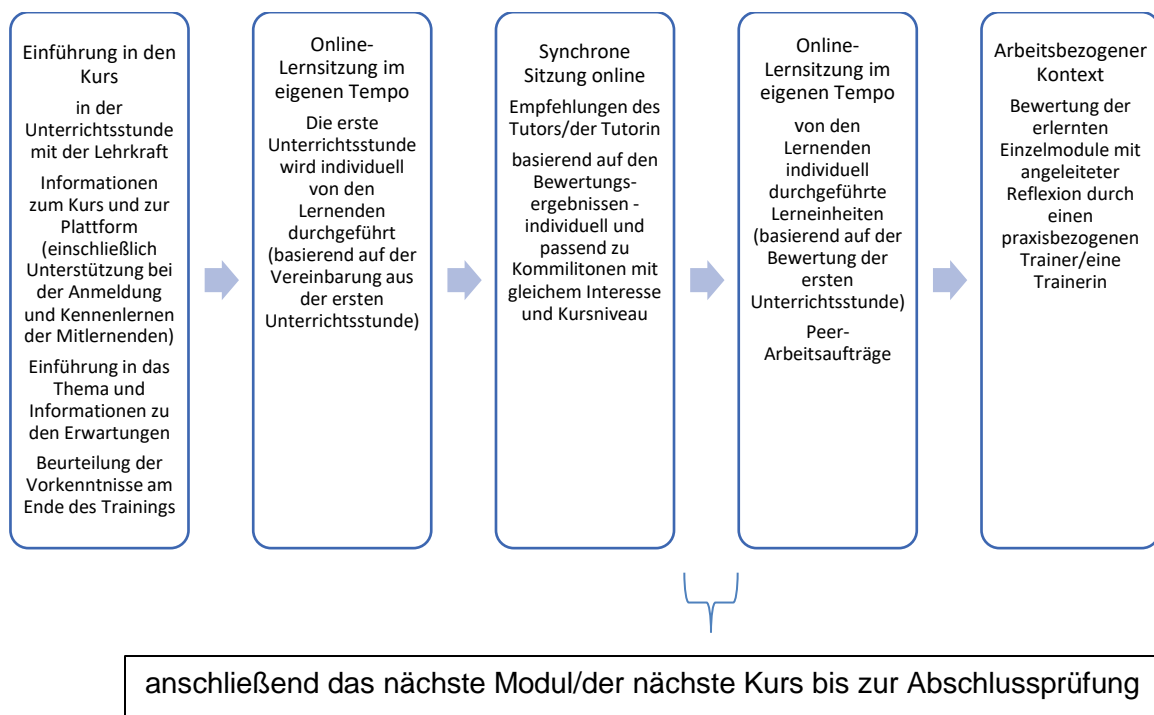 Einführung in den
Kurs
in der
Unterrichtsstunde
mit der Lehrkraft
Informationen
zum Kurs und zur
Plattform
(einschließlich
Unterstützung bei
der Anmeldung
und Kennenlernen
der Mitlernenden)
Einführung in das
Thema und
Informationen zu
den Erwartungen
Beurteilung der
Vorkenntnisse am
Ende des Trainings
Online-
Lernsitzung im
eigenen Tempo
Die erste
Unterrichtsstunde
wird individuell
von den
Lernenden
durchgeführt
(basierend auf der
Vereinbarung aus
der ersten
Unterrichtsstunde)
Synchrone
Sitzung online
Empfehlungen des
Tutors/der Tutorin
basierend auf den
Bewertungs-
ergebnissen -
individuell und
passend zu
Kommilitonen mit
gleichem Interesse
und Kursniveau
Online-
Lernsitzung im
eigenen Tempo
von den
Lernenden
individuell
durchgeführte
Lerneinheiten
(basierend auf der
Bewertung der
ersten
Unterrichtsstunde)
Peer-
Arbeitsaufträge
Arbeitsbezogener
Kontext
Bewertung der
erlernten
Einzelmodule mit
angeleiteter
Reflexion durch
einen
praxisbezogenen
Trainer/eine
Trainerin
anschließend das nächste Modul/der nächste Kurs bis zur Abschlussprüfung